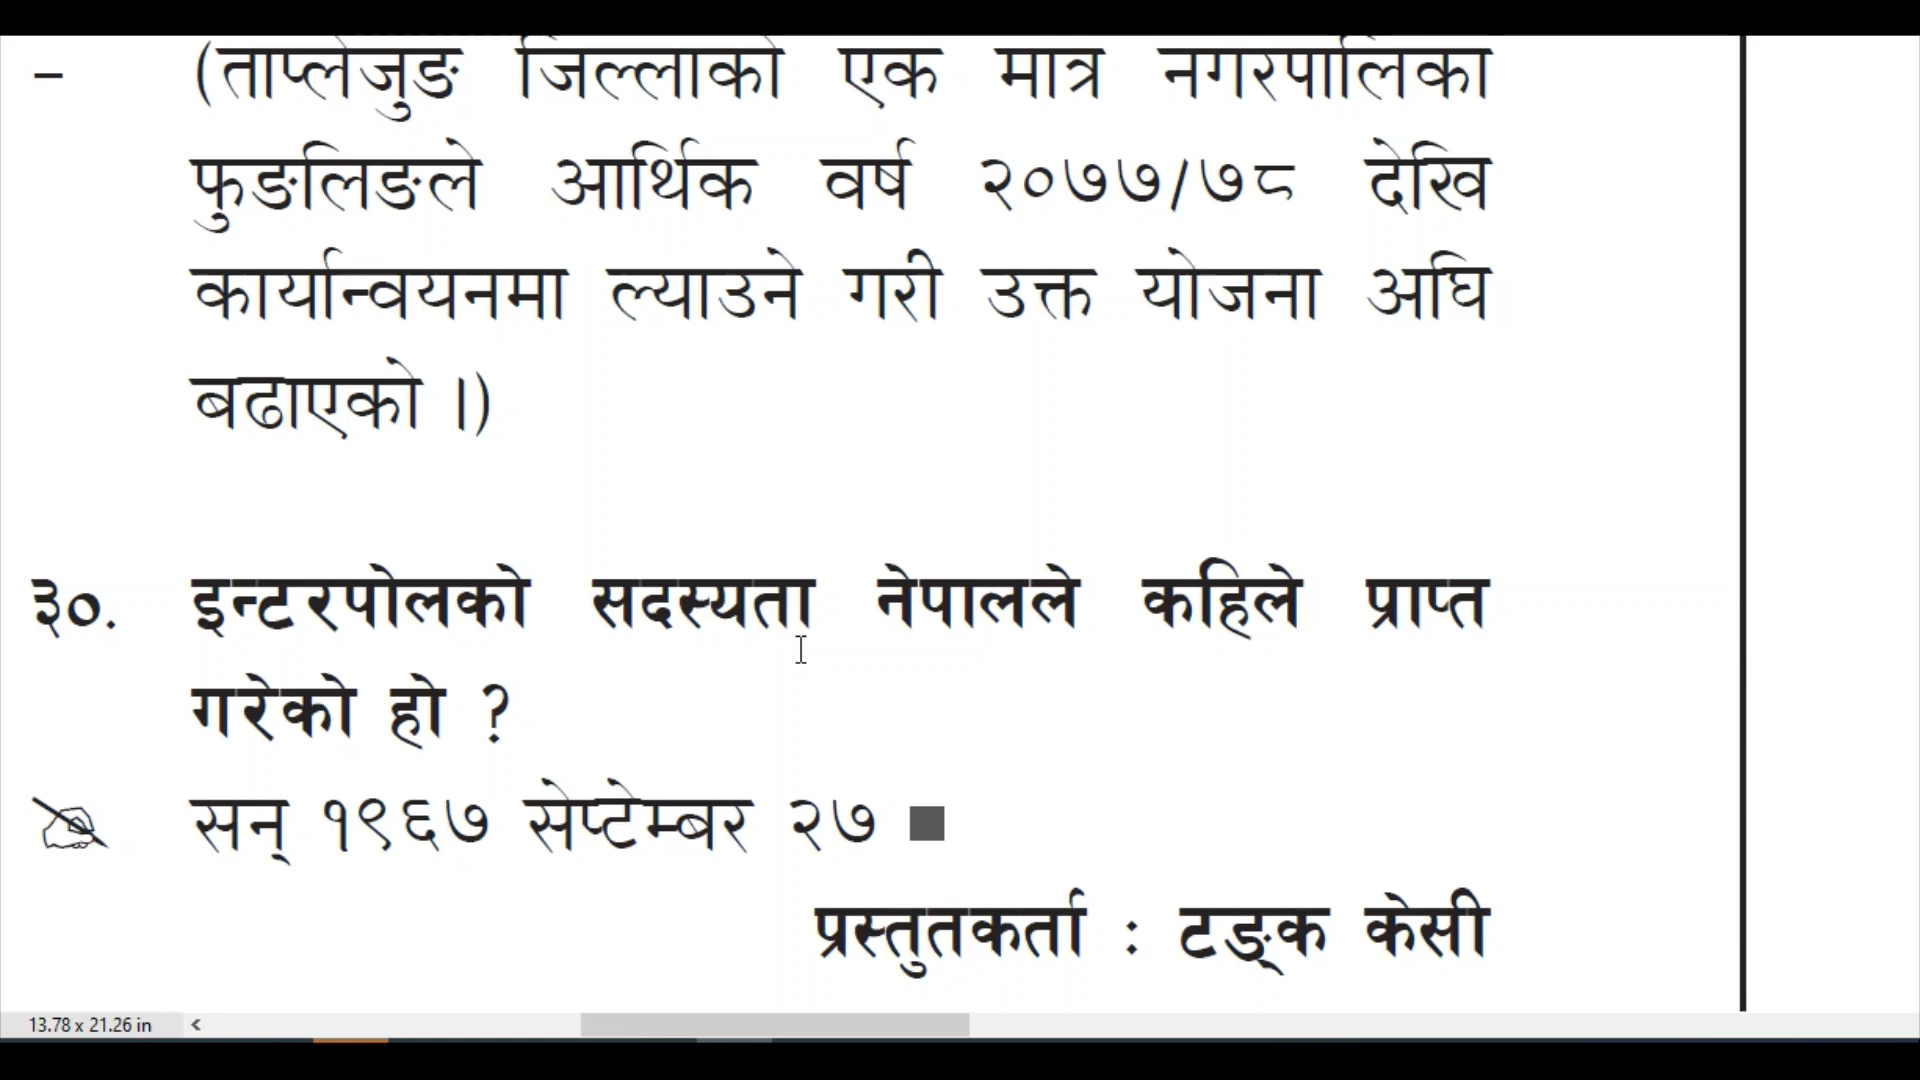 – (ताप्लेजुङ जिल्लाको एक मात्र नगरपालिका
फुङलिङले आर्थिक वर्ष २०७७/७८ देखि
कार्यान्वयनमा ल्याउने गरी उक्त योजना अघि
बढाएको ।)
३०. इन्टरपोलको सदस्यता नेपालले कहिले प्राप्त
गरेको हो ?
सन् १९६७ सेप्टेम्बर २७
प्रस्तुतकर्ता : टङ्क केसी
13.78 x 21.26 in